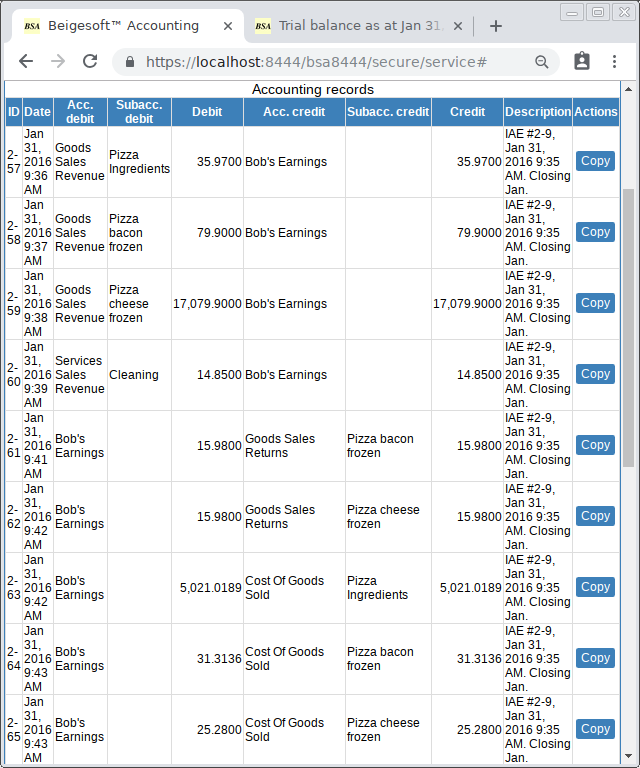 BSA Beigesoft™ Accounting
BSA Trial balance as at Jan 31,
https://localhost:8444/bsa8444/secure/service#
Accounting records
ID Date Acc. debit Subacc. debit Debit Acc. credit Subacc. credit Credit Description Actions
2-57 Jan 31, 2016 9:36 AM Goods Sales Revenue Pizza Ingredients 35.9700 Bob's Earnings 35.9700 IAE #2-9, Jan 31, 2016 9:35 AM. Closing Jan. Copy
2-58 Jan 31, 2016 9:37 AM Goods Sales Revenue Pizza bacon frozen 79.9000 Bob's Earnings 79.9000 IAE #2-9, Jan 31, 2016 9:35 AM. Closing Jan. Copy
2-59 Jan 31, 2016 9:38 AM Goods Sales Revenue Pizza cheese frozen 17,079.9000 Bob's Earnings 17,079.9000 IAE #2-9, Jan 31, 2016 9:35 AM. Closing Jan. Copy
2-60 Jan 31, 2016 9:39 AM Services Sales Revenue Cleaning 14.8500 Bob's Earnings 14.8500 IAE #2-9, Jan 31, 2016 9:35 AM. Closing Jan. Copy
2-61 Jan 31, 2016 9:41 AM Bob's Earnings 15.9800 Goods Sales Returns Pizza bacon frozen 15.9800 IAE #2-9, Jan 31, 2016 9:35 AM. Closing Jan. Copy
2-62 Jan 31, 2016 9:42 AM Bob's Earnings 15.9800 Goods Sales Returns Pizza cheese frozen 15.9800 IAE #2-9, Jan 31, 2016 9:35 AM. Closing Jan. Copy
2-63 Jan 31, 2016 9:42 AM Bob's Earnings 5,021.0189 Cost Of Goods Sold Pizza Ingredients 5,021.0189 IAE #2-9, Jan 31, 2016 9:35 AM. Closing Jan. Copy
2-64 Jan 31, 2016 9:43 AM Bob's Earnings 31.3136 Cost Of Goods Sold Pizza bacon frozen 31.3136 IAE #2-9, Jan 31, 2016 9:35 AM. Closing Jan. Copy
2-65 Jan 31, 2016 9:43 AM Bob's Earnings 25.2800 Cost Of Goods Sold Pizza cheese frozen 25.2800 IAE #2-9, Jan 31, 2016 9:35 AM. Closing Jan. Copy